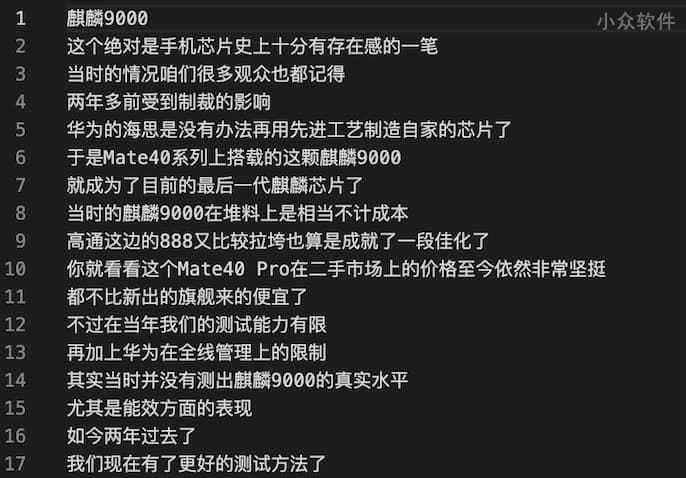 小众软件
1 麒麟9000
2 这个绝对是手机芯片史上十分有存在感的一笔
3 当时的情况咱们很多观众也都记得
4 两年多前受到制裁的影响
5 华为的海思是没有办法再用先进工艺制造自家的芯片了
6 于是Mate40系列上搭载的这颗麒麟9000
7 就成为了目前的最后一代麒麟芯片了
8 当时的麒麟9000在堆料上是相当不计成本
9 高通这边的888又比较拉垮也算是成就了一段佳化了
10 你就看看这个Mate40 Pro在二手市场上的价格至今依然非常坚挺
11 都不比新出的旗舰来的便宜了
12 不过在当年我们的测试能力有限
13 再加上华为在全线管理上的限制
14 其实当时并没有测出麒麟9000的真实水平
15 尤其是能效方面的表现
16 如今两年过去了
17 我们现在有了更好的测试方法了